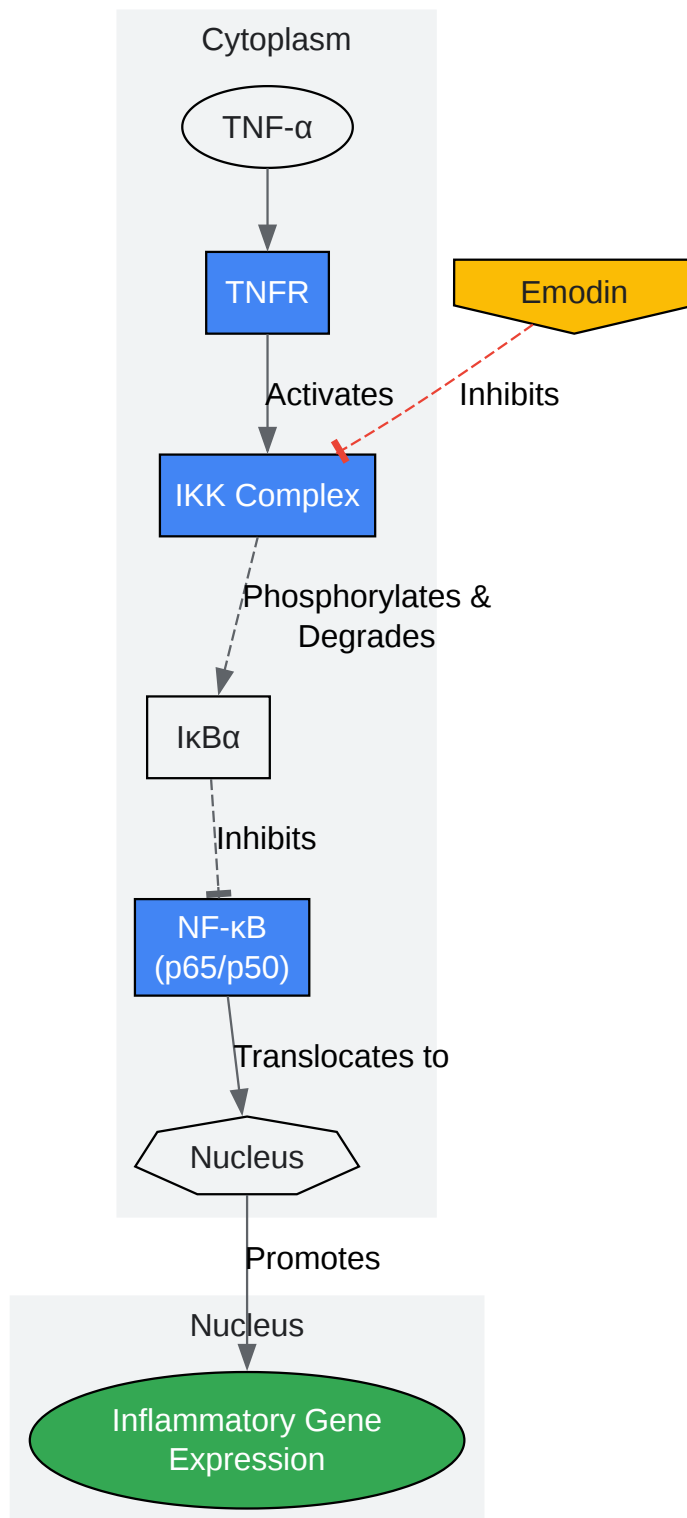 Cytoplasm
TNF-α
TNFR
Emodin
Activates
Inhibits
IKK Complex
Phosphorylates &
Degrades
IκBα
Inhibits
NF-κB
(p65/p50)
Translocates to
Nucleus
Promotes
Nucleus
Inflammatory Gene
Expression